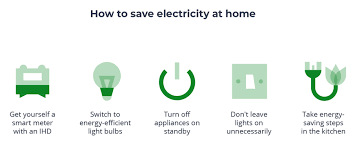 How to save electricity at home
Get yourself a
smart meter
with an IHD
Switch to
energy-efficient
light bulbs
Turn off
appliances on
standby
Don't leave
lights on
unnecessarily
Take energy-
saving steps
in the kitchen